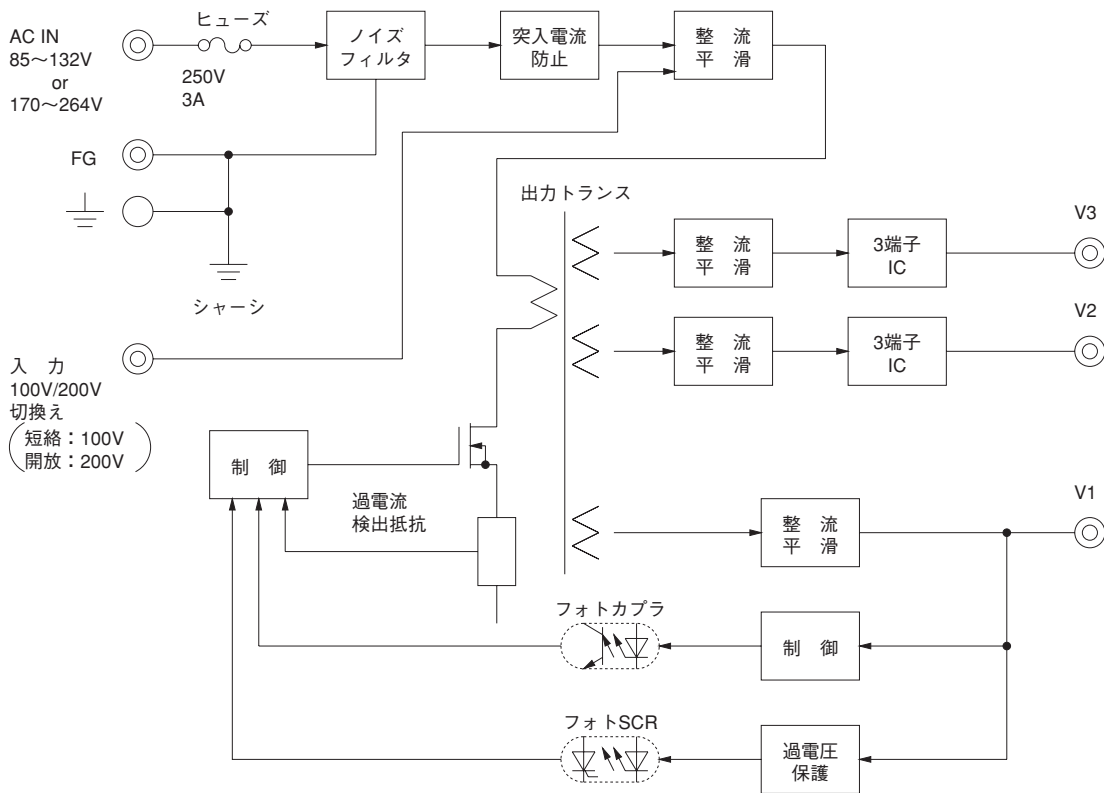 AC IN
85～132V
or
170～264V
ヒューズ
250V
3A
ノイズ
フィルタ
突入電流
防止
整　流
平　滑
FG
シャーシ
出力トランス
整　流
平　滑
3端子
IC
V3
整　流
平　滑
3端子
IC
V2
入　力
100V/200V
切換え
（短絡：100V
開放：200V）
制　御
過電流
検出抵抗
整　流
平　滑
V1
フォトカプラ
制　御
フォトSCR
過電圧
保護